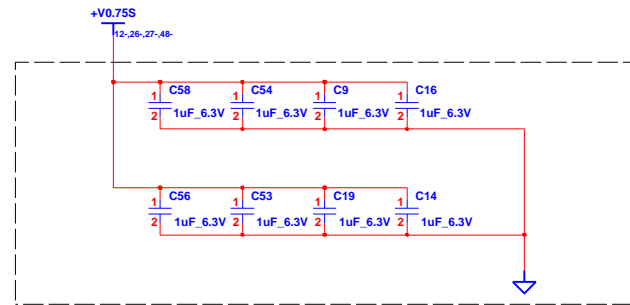 +V0.75S
12-,26-,27-,48-
C58 C54 C9 C16
1 1 1 1
2 1uF_6.3V 2 1uF_6.3V 2 1uF_6.3V 2 1uF_6.3V
C56 C53 C19 C14
1 1 1 1
2 1uF_6.3V 2 1uF_6.3V 2 1uF_6.3V 2 1uF_6.3V